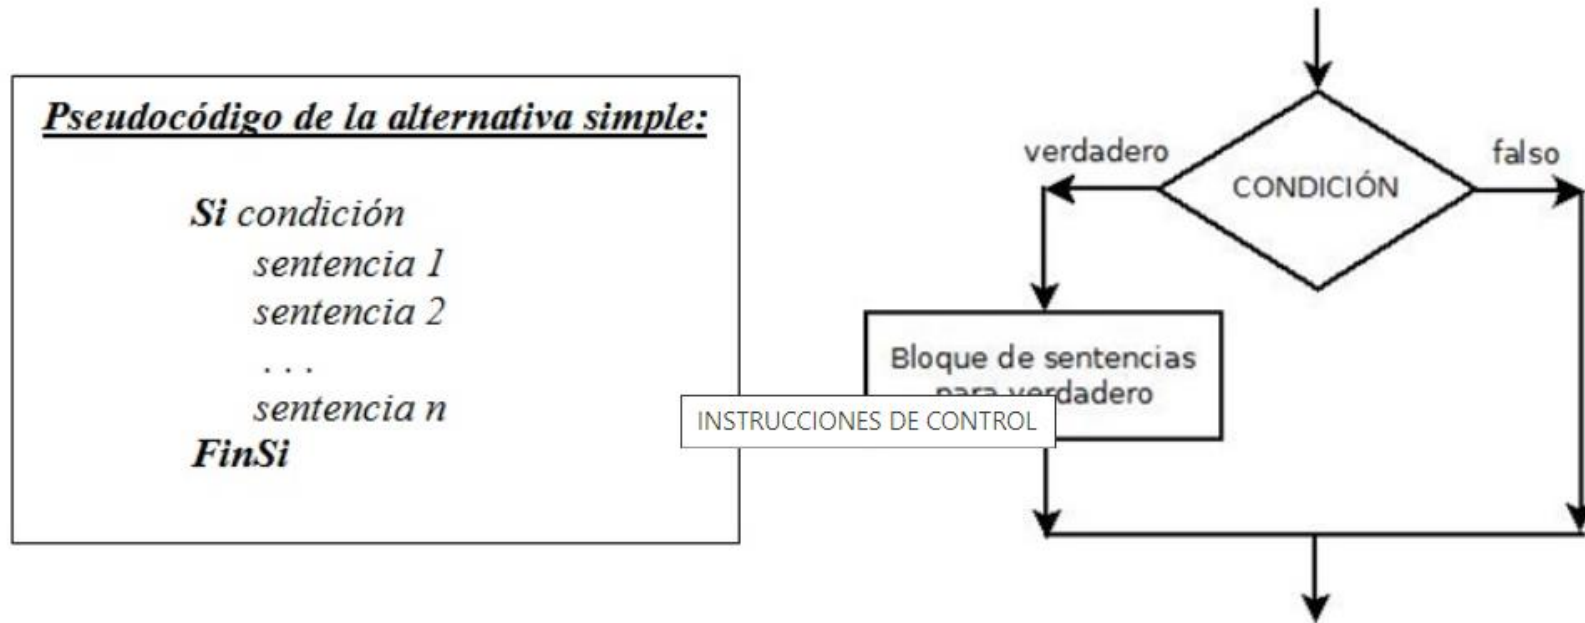 Pseudocódigo de la alternativa simple:
Si condición
sentencia 1
sentencia 2
. . .
sentencia n
FinSi
verdadero
CONDICIÓN
falso
Bloque de sentencias
para verdadero
INSTRUCCIONES DE CONTROL